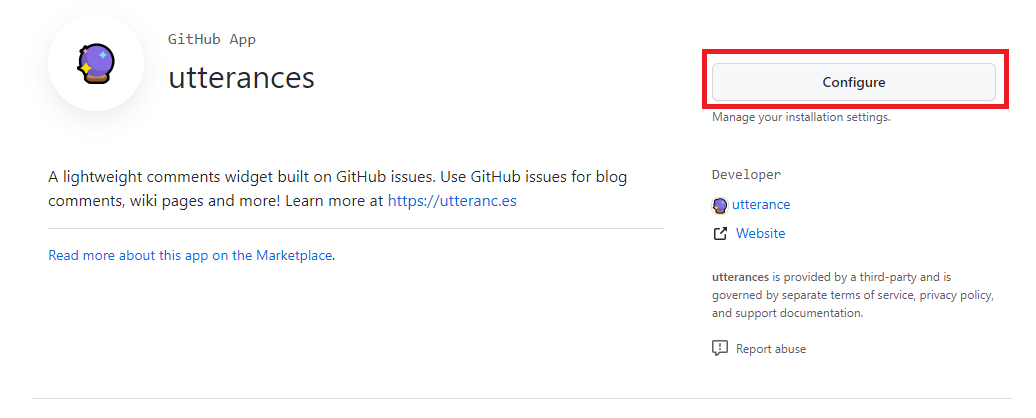 GitHub App
utterances
Configure
Manage your installation settings.
A lightweight comments widget built on GitHub issues. Use GitHub issues for blog
comments, wiki pages and more! Learn more at https://utteranc.es
Read more about this app on the Marketplace.
Developer
utterance
Website
utterances is provided by a third-party and is
governed by separate terms of service, privacy policy,
and support documentation.
Report abuse